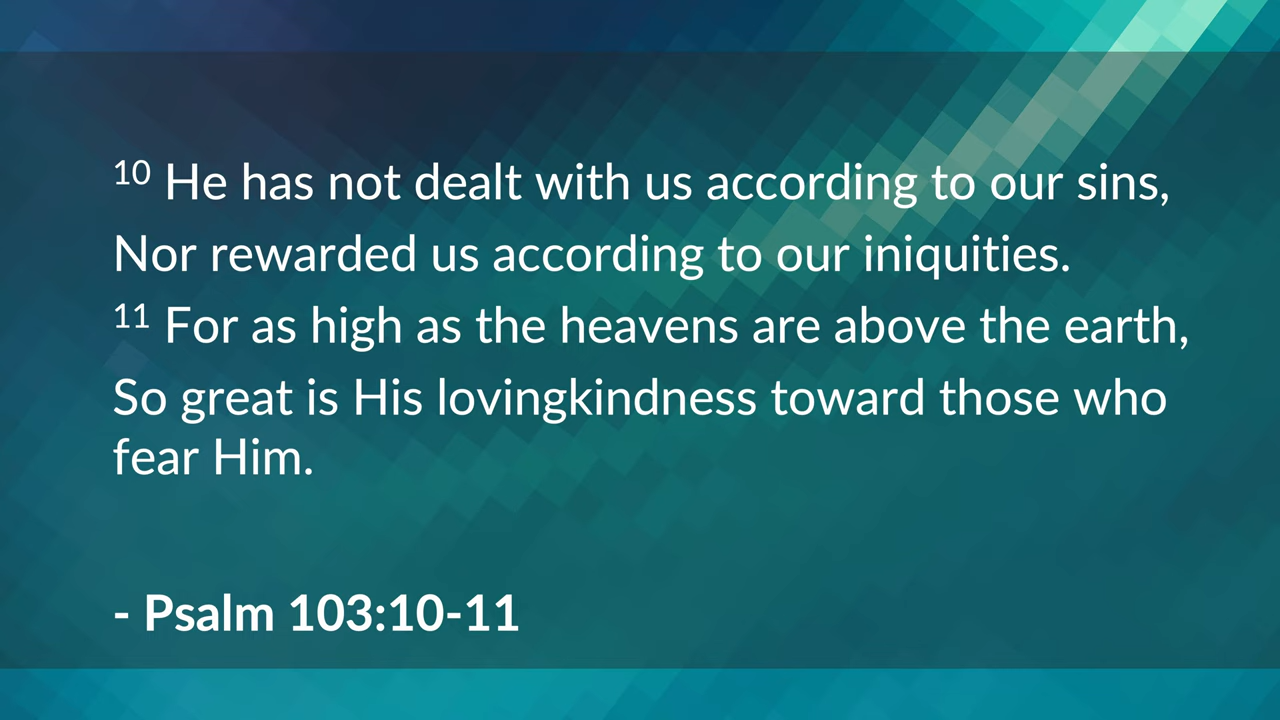 10 He has not dealt with us according to our sins,
Nor rewarded us according to our iniquities.
11 For as high as the heavens are above the earth,
So great is His lovingkindness toward those who
fear Him.
- Psalm 103:10-11